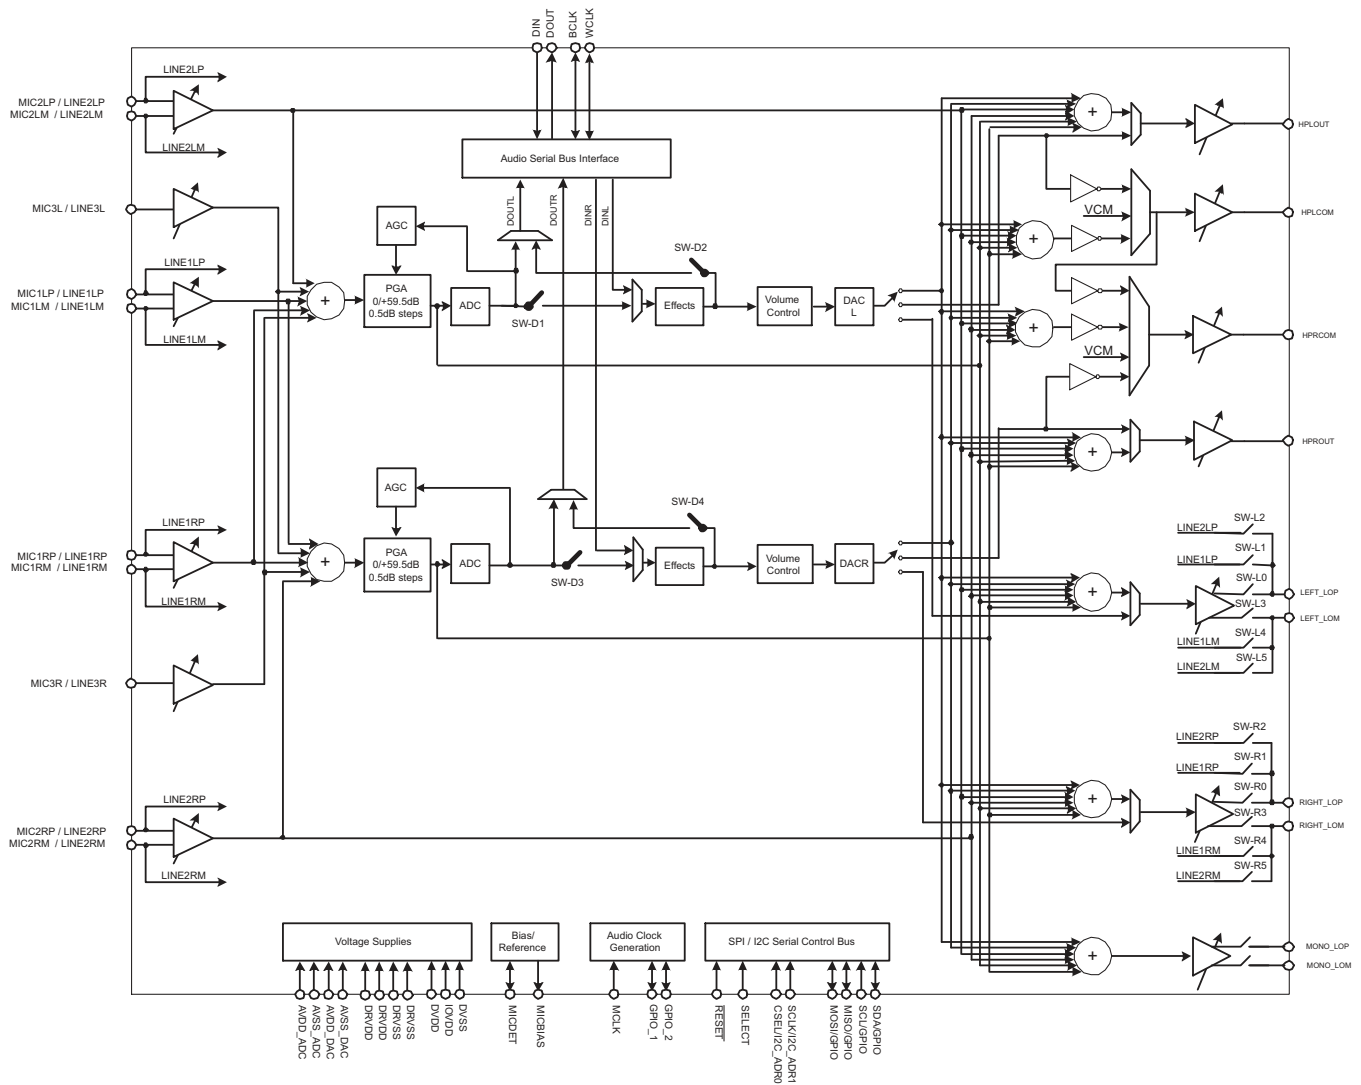 DIN
DOUT
BCLK
WCLK
LINE2LP
MIC2LP / LINE2LP
MIC2LM / LINE2LM
LINE2LM
+
HPLOUT
Audio Serial Bus Interface
DOUTL
DOUTR
DINR
DINL
MIC3L / LINE3L
AGC
SW-D2
VCM
HPLCOM
+
LINE1LP
MIC1LP / LINE1LP
MIC1LM / LINE1LM
LINE1LM
+
PGA
0/+59.5dB
0.5dB steps
ADC
SW-D1
Effects
Volume
Control
DAC
L
+
VCM
HPRCOM
HPROUT
+
AGC
SW-D4
LINE1RP
MIC1RP / LINE1RP
MIC1RM / LINE1RM
LINE1RM
+
PGA
0/+59.5dB
0.5dB steps
ADC
SW-D3
Effects
Volume
Control
DACR
LINE2LP
SW-L2
LINE1LP
SW-L1
+
SW-L0
LEFT_LOP
SW-L3
LEFT_LOM
LINE1LM
SW-L4
LINE2LM
SW-L5
MIC3R / LINE3R
LINE2RP
SW-R2
LINE1RP
SW-R1
+
SW-R0
RIGHT_LOP
SW-R3
RIGHT_LOM
LINE1RM
SW-R4
LINE2RM
SW-R5
LINE2RP
MIC2RP / LINE2RP
MIC2RM / LINE2RM
LINE2RM
Voltage Supplies
Bias/
Reference
Audio Clock
Generation
SPI / I2C Serial Control Bus
+
MONO_LOP
MONO_LOM
AVDD_ADC
AVSS_ADC
AVDD_DAC
AVSS_DAC
DRVDD
DRVDD
DRVSS
DRVSS
DVDD
IOVDD
DVSS
MICDET
MICBIAS
MCLK
GPIO_1
GPIO_2
RESET
SELECT
CSEL/I2C_ADR0
SCLK/I2C_ADR1
MOSI/GPIO
MISO/GPIO
SCL/GPIO
SDA/GPIO